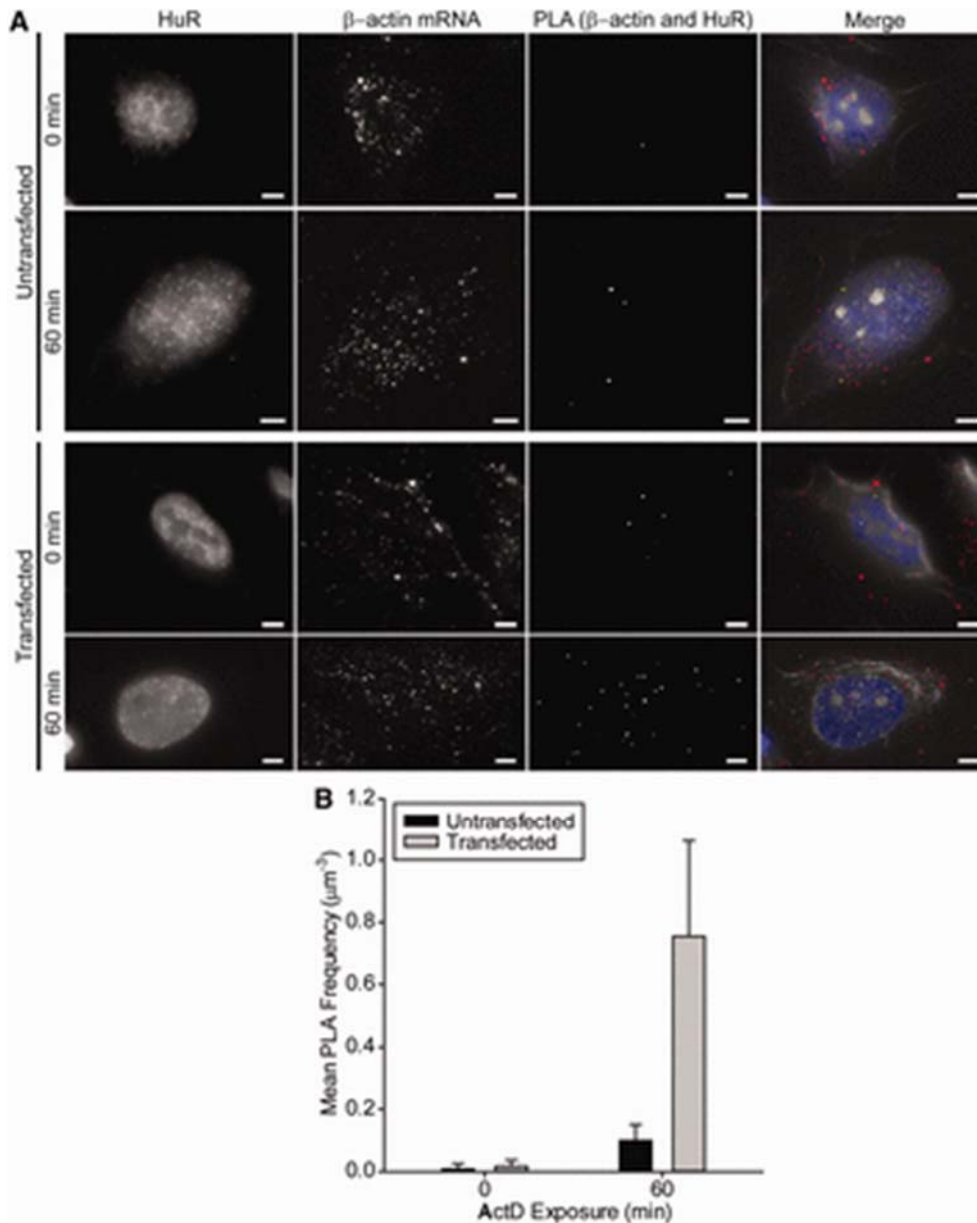 A
HuR β–actin mRNA PLA (β–actin and HuR) Merge
Untransfected
0 min
60 min
Transfected
0 min
60 min
B
Untransfected
Transfected
Mean PLA Frequency (μm-3)
1.2
1.0
0.8
0.6
0.4
0.2
0.0
0 60
ActD Exposure (min)